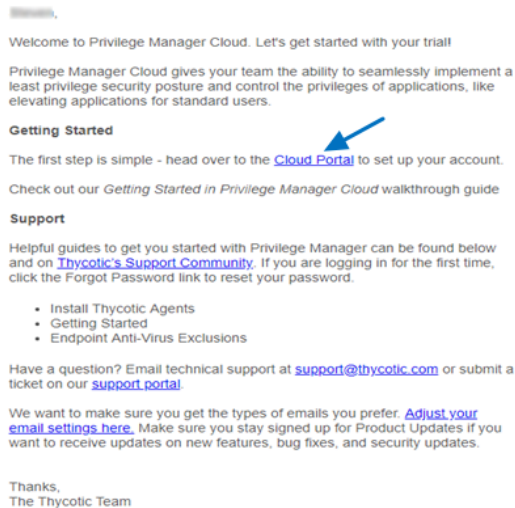 Welcome to Privilege Manager Cloud. Let's get started with your trial!
Privilege Manager Cloud gives your team the ability to seamlessly implement a
least privilege security posture and control the privileges of applications, like
elevating applications for standard users.
Getting Started
The first step is simple - head over to the Cloud Portal to set up your account.
Check out our Getting Started in Privilege Manager Cloud walkthrough guide
Support
Helpful guides to get you started with Privilege Manager can be found below
and on Thycotic's Support Community. If you are logging in for the first time,
click the Forgot Password link to reset your password.
• Install Thycotic Agents
• Getting Started
• Endpoint Anti-Virus Exclusions
Have a question? Email technical support at support@thycotic.com or submit a
ticket on our support portal.
We want to make sure you get the types of emails you prefer. Adjust your
email settings here. Make sure you stay signed up for Product Updates if you
want to receive updates on new features, bug fixes, and security updates.
Thanks,
The Thycotic Team